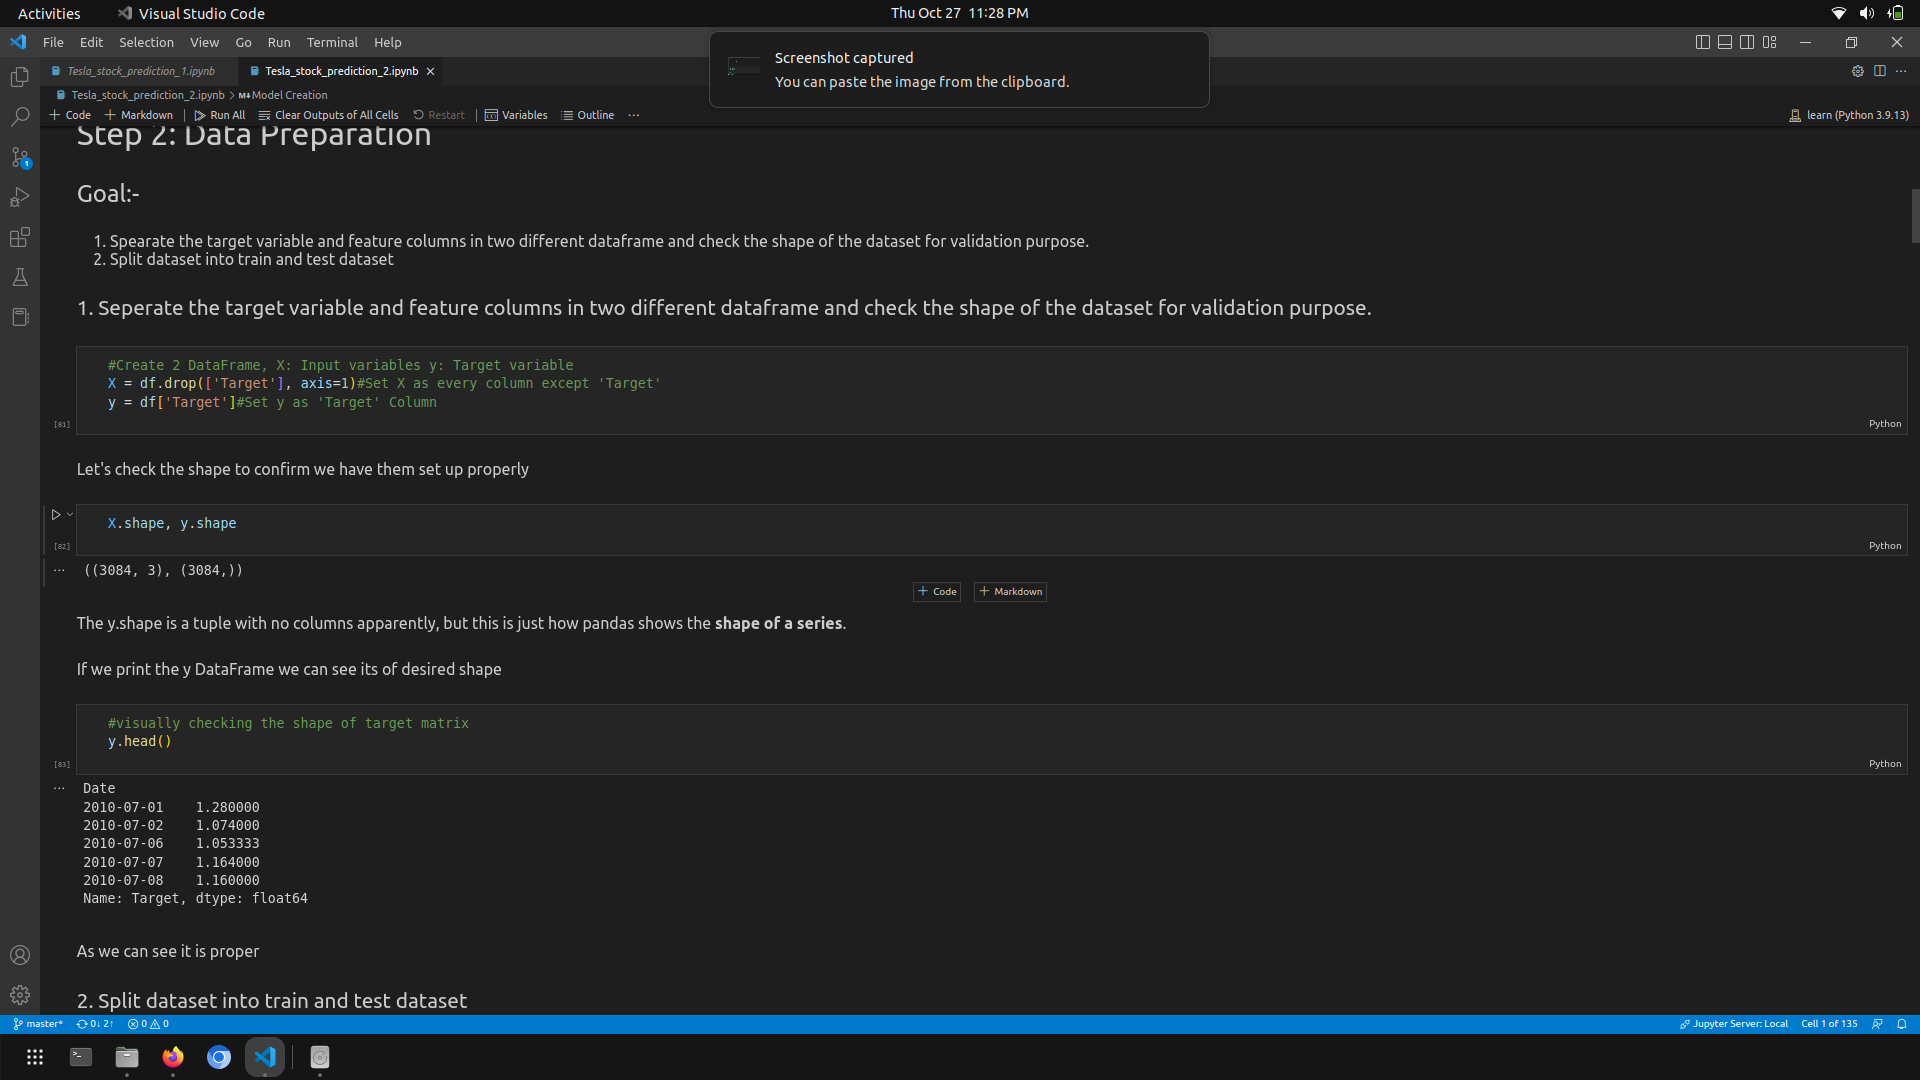 Activities
Visual Studio Code
Thu Oct 27 11:28 PM
File Edit Selection View Go Run Terminal Help
Screenshot captured
You can paste the image from the clipboard.
Tesla_stock_prediction_1.ipynb
Tesla_stock_prediction_2.ipynb
Tesla_stock_prediction_2.ipynb > M↓ Model Creation
+ Code + Markdown | Run All Clear Outputs of All Cells Restart | Variables Outline ...
learn (Python 3.9.13)
Step 2: Data Preparation
Goal:-
1. Spearate the target variable and feature columns in two different dataframe and check the shape of the dataset for validation purpose.
2. Split dataset into train and test dataset
1. Seperate the target variable and feature columns in two different dataframe and check the shape of the dataset for validation purpose.
#Create 2 DataFrame, X: Input variables y: Target variable
X = df.drop(['Target'], axis=1)#Set X as every column except 'Target'
y = df['Target']#Set y as 'Target' Column
[81]
Python
Let's check the shape to confirm we have them set up properly
X.shape, y.shape
[82]
Python
... ((3084, 3), (3084,))
+ Code + Markdown
The y.shape is a tuple with no columns apparently, but this is just how pandas shows the shape of a series.
If we print the y DataFrame we can see its of desired shape
#visually checking the shape of target matrix
y.head()
[83]
Python
... Date
2010-07-01 1.280000
2010-07-02 1.074000
2010-07-06 1.053333
2010-07-07 1.164000
2010-07-08 1.160000
Name: Target, dtype: float64
As we can see it is proper
2. Split dataset into train and test dataset
1
master* 0↓ 2↑ 0 0
Jupyter Server: Local Cell 1 of 135